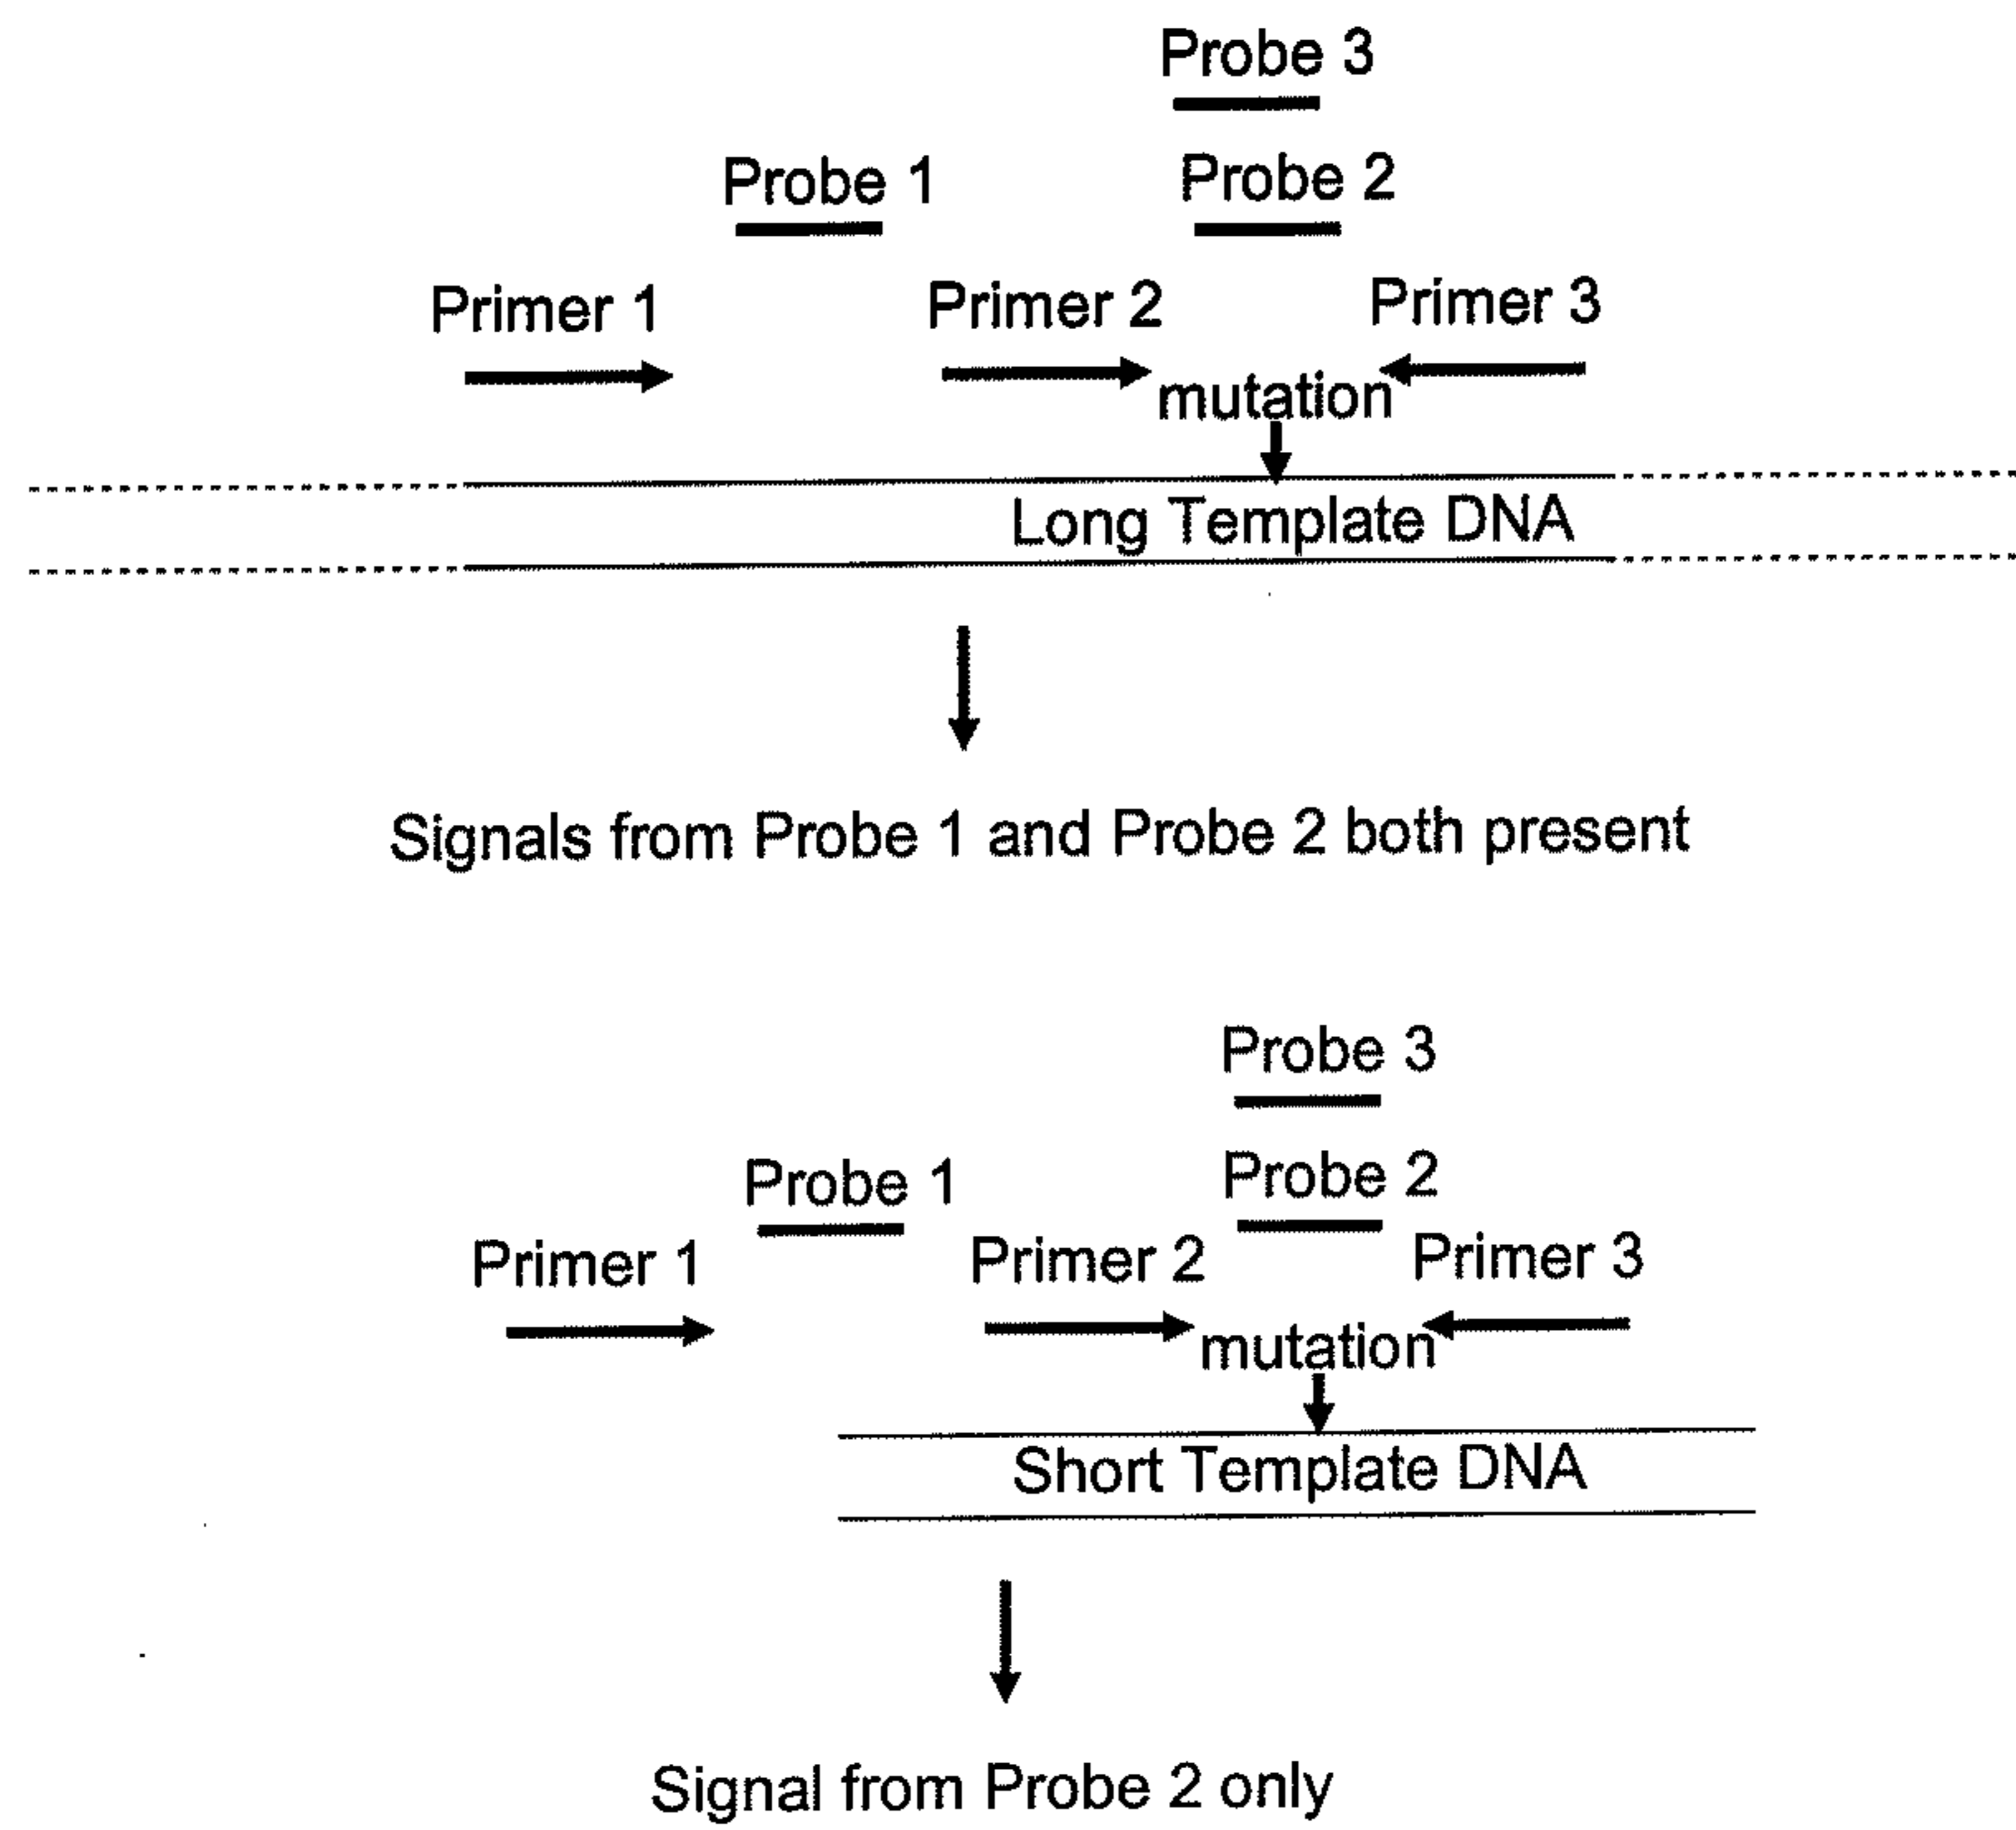 Probe 3
Probe 1
Probe 2
Primer 1
Primer 2
Primer 3
mutation
Long Template DNA
Signals from Probe 1 and Probe 2 both present
Probe 3
Probe 1
Probe 2
Primer 1
Primer 2
Primer 3
mutation
Short Template DNA
Signal from Probe 2 only